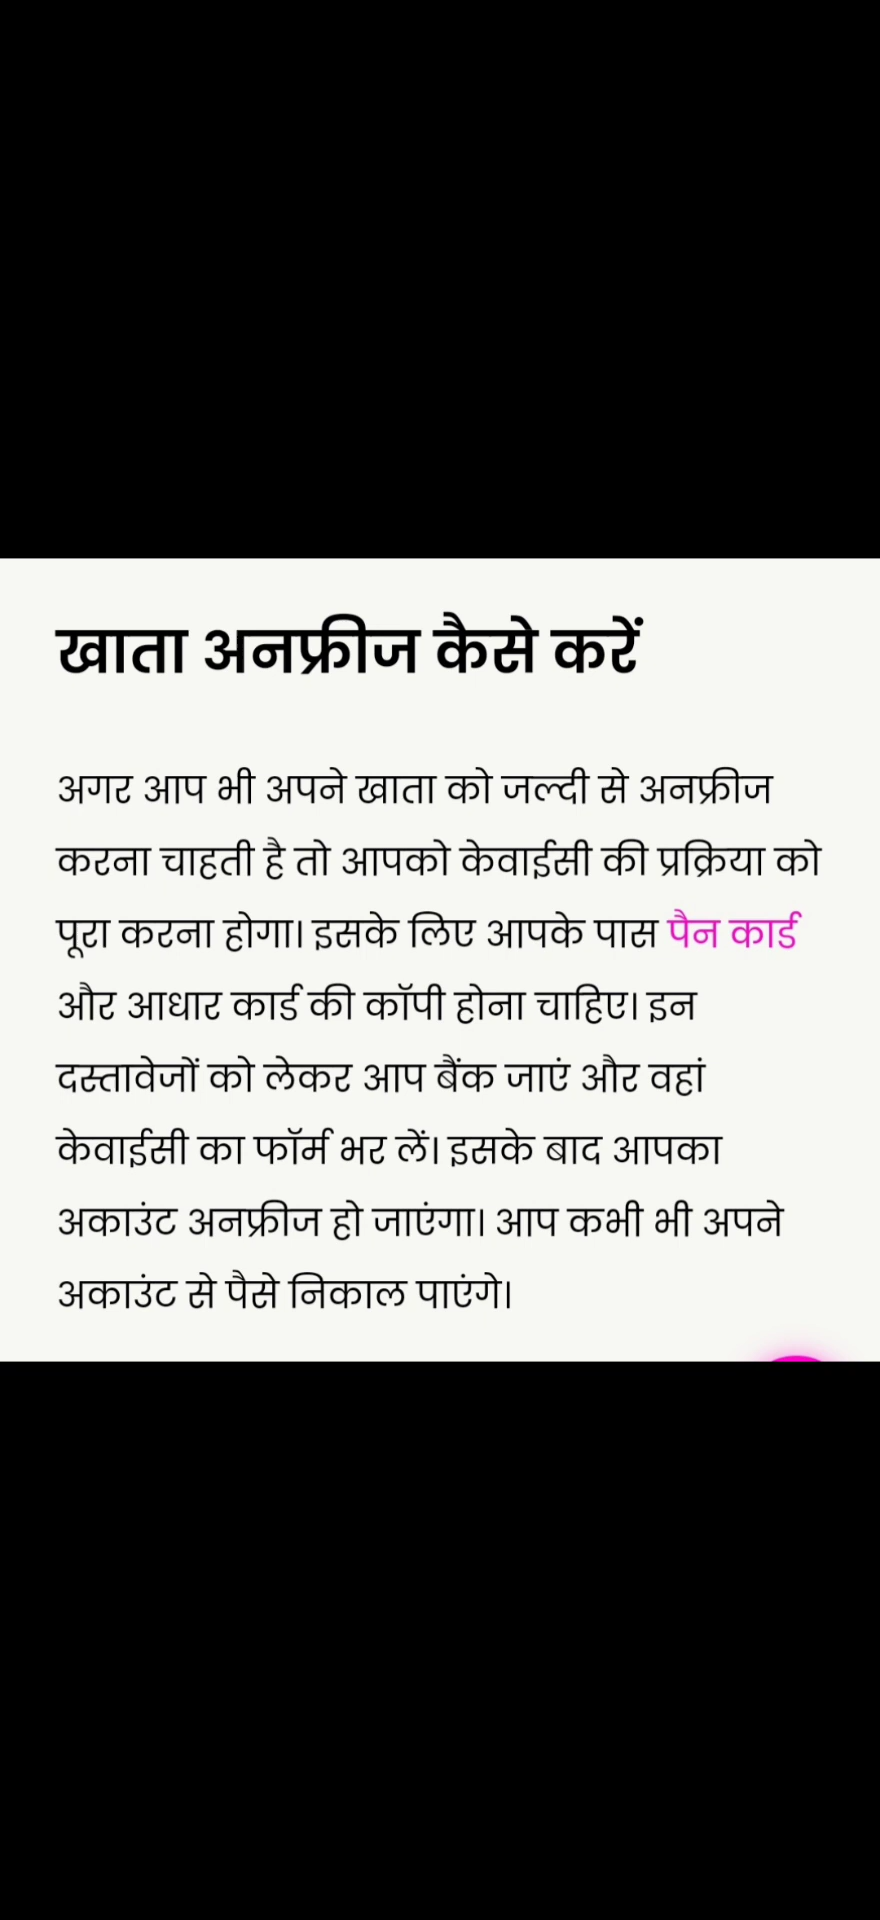 खाता अनफ्रीज कैसे करें
अगर आप भी अपने खाता को जल्दी से अनफ्रीज
करना चाहती है तो आपको केवाईसी की प्रक्रिया को
पूरा करना होगा। इसके लिए आपके पास पैन कार्ड
और आधार कार्ड की कॉपी होना चाहिए। इन
दस्तावेजों को लेकर आप बैंक जाएं और वहां
केवाईसी का फॉर्म भर लें। इसके बाद आपका
अकाउंट अनफ्रीज हो जाएंगा। आप कभी भी अपने
अकाउंट से पैसे निकाल पाएंगे।